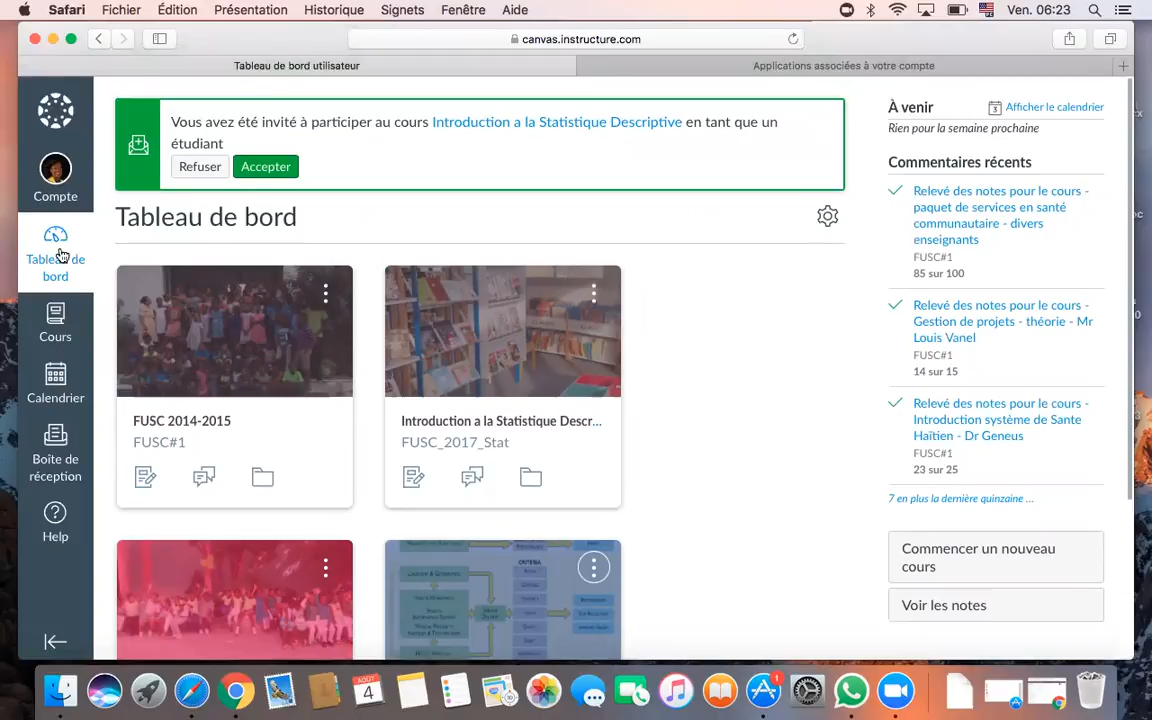 Safari Fichier Édition Présentation Historique Signets Fenêtre Aide
Ven. 06:23
canvas.instructure.com
Tableau de bord utilisateur
Applications associées à votre compte
Compte
Tableau de bord
Cours
Calendrier
Boîte de
réception
Help
Vous avez été invité à participer au cours Introduction a la Statistique Descriptive en tant que un
étudiant
Refuser Accepter
Tableau de bord
FUSC 2014-2015
FUSC#1
Introduction a la Statistique Descr...
FUSC_2017_Stat
CRITERIA
À venir
Afficher le calendrier
Rien pour la semaine prochaine
Commentaires récents
Relevé des notes pour le cours -
paquet de services en santé
communautaire - divers
enseignants
FUSC#1
85 sur 100
Relevé des notes pour le cours -
Gestion de projets - théorie - Mr
Louis Vanel
FUSC#1
14 sur 15
Relevé des notes pour le cours -
Introduction système de Sante
Haïtien - Dr Geneus
FUSC#1
23 sur 25
7 en plus la dernière quinzaine ...
Commencer un nouveau
cours
Voir les notes
AOÛT
4
1